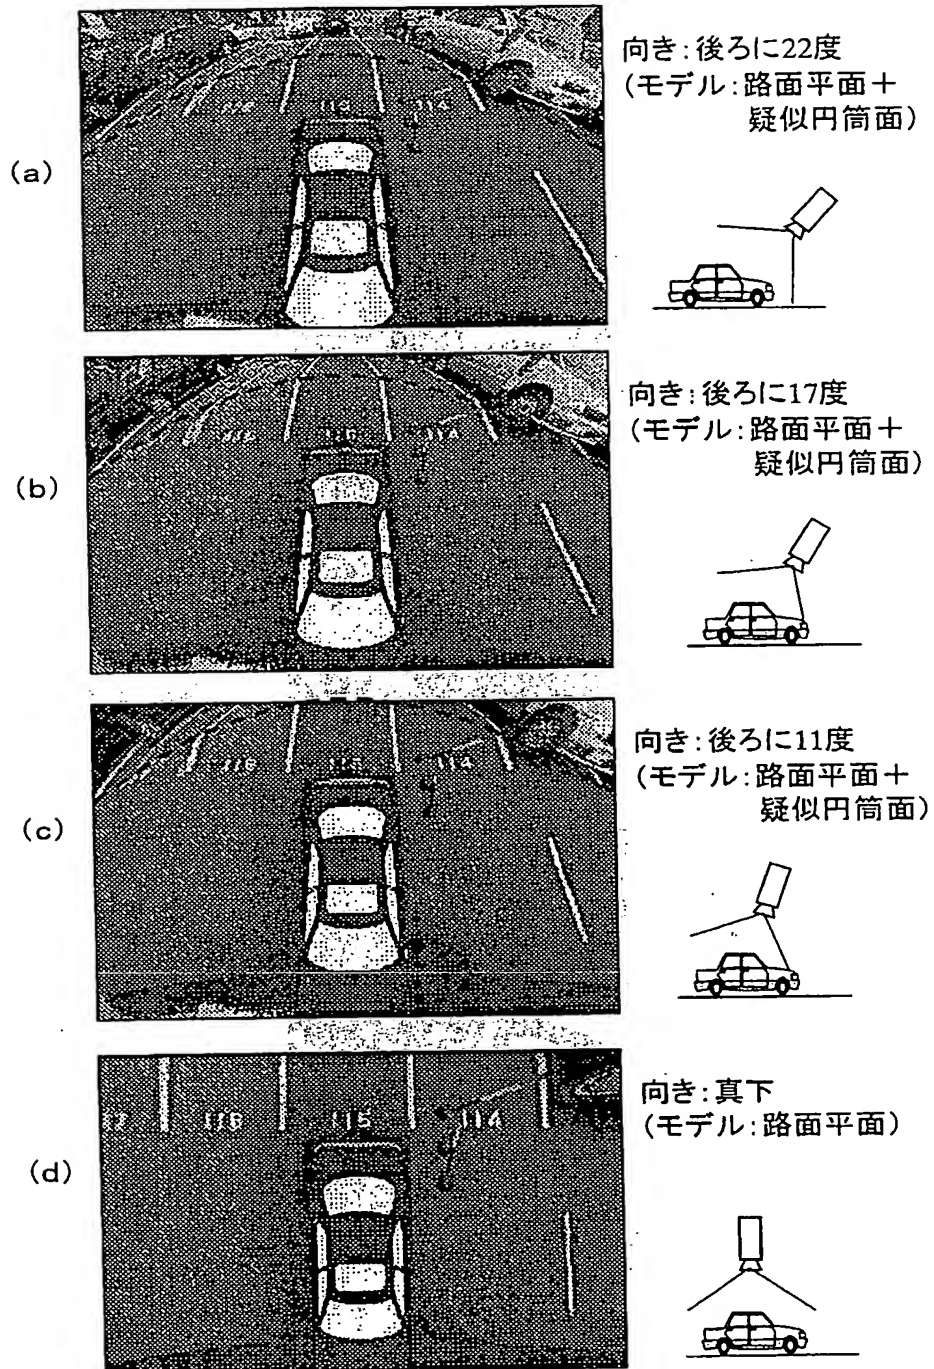 (a)
116 115 114
向き：後ろに22度
(モデル：路面平面＋
疑似円筒面)
(b)
116 115 114
向き：後ろに17度
(モデル：路面平面＋
疑似円筒面)
(c)
116 115 114
向き：後ろに11度
(モデル：路面平面＋
疑似円筒面)
(d)
116 115 114
向き：真下
(モデル：路面平面)